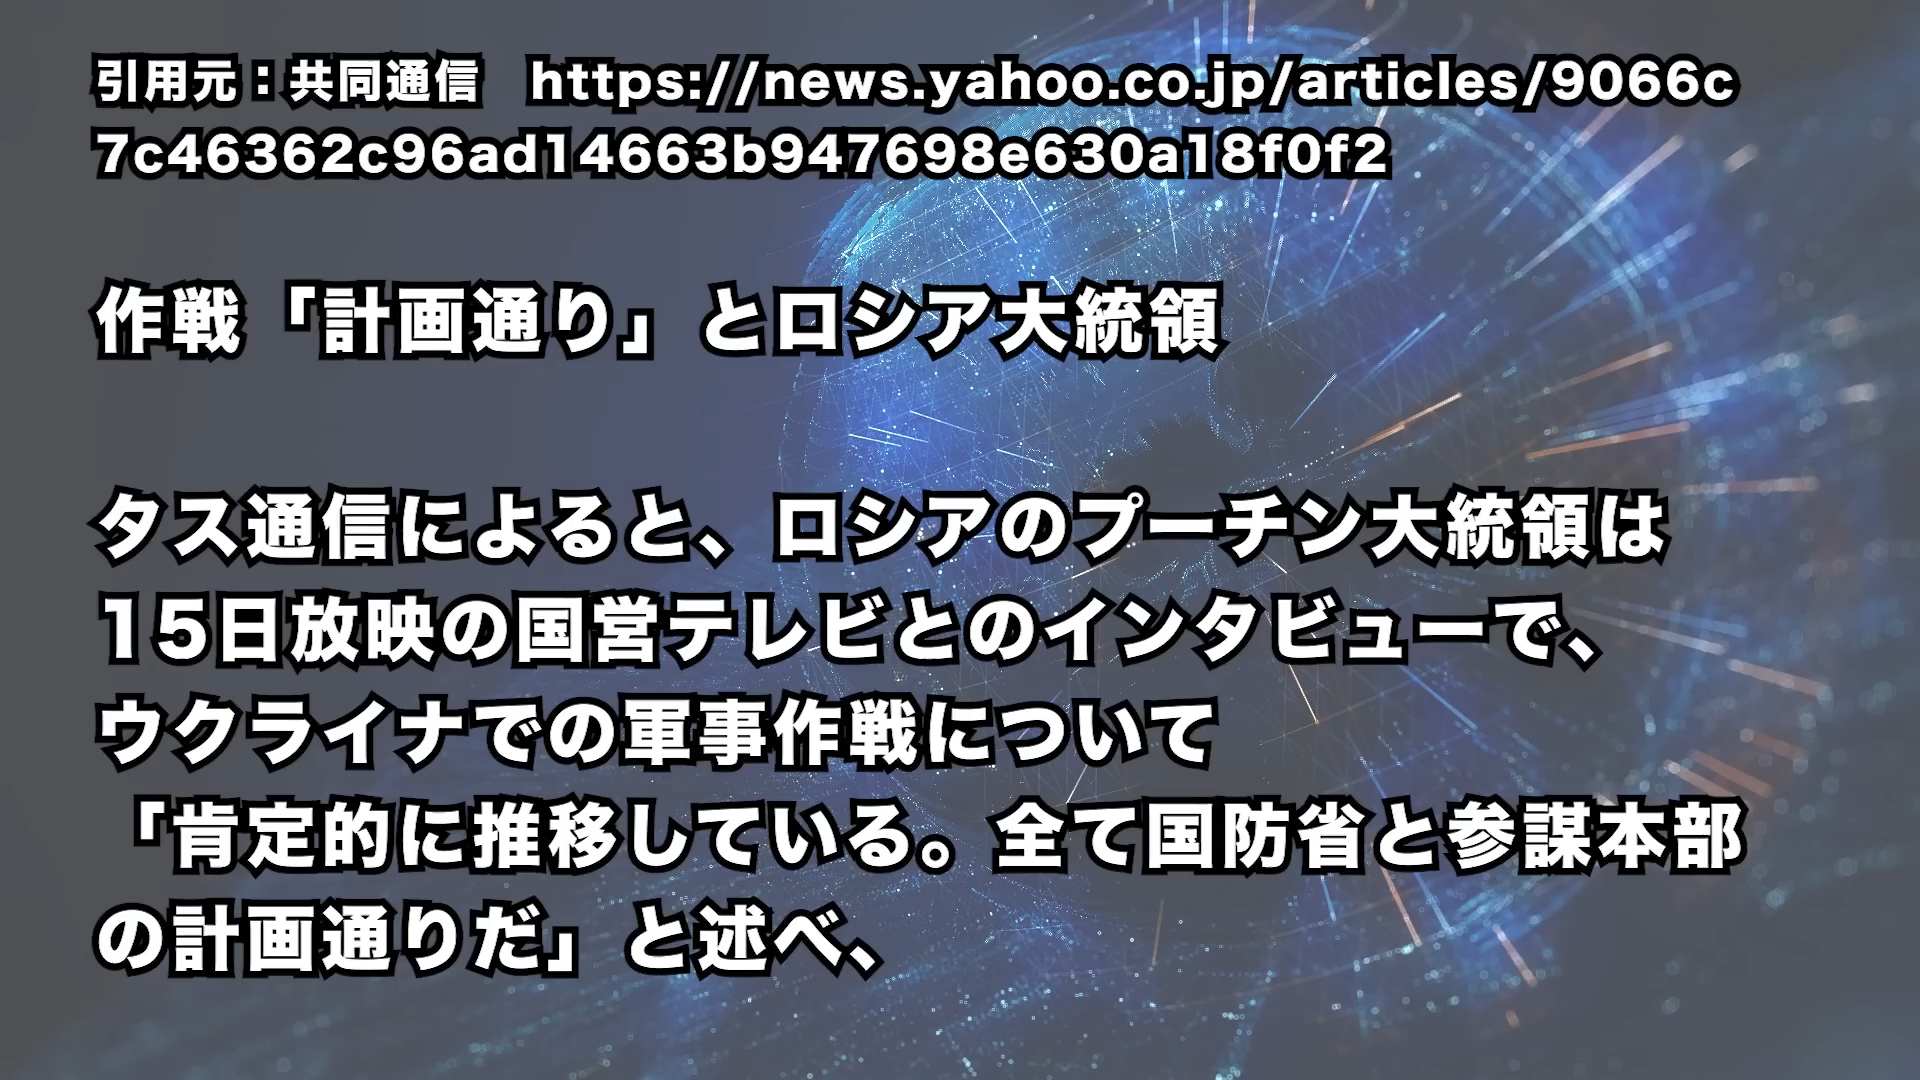 引用元：共同通信　https://news.yahoo.co.jp/articles/9066c
7c46362c96ad14663b947698e630a18f0f2
作戦「計画通り」とロシア大統領
タス通信によると、ロシアのプーチン大統領は
15日放映の国営テレビとのインタビューで、
ウクライナでの軍事作戦について
「肯定的に推移している。全て国防省と参謀本部
の計画通りだ」と述べ、